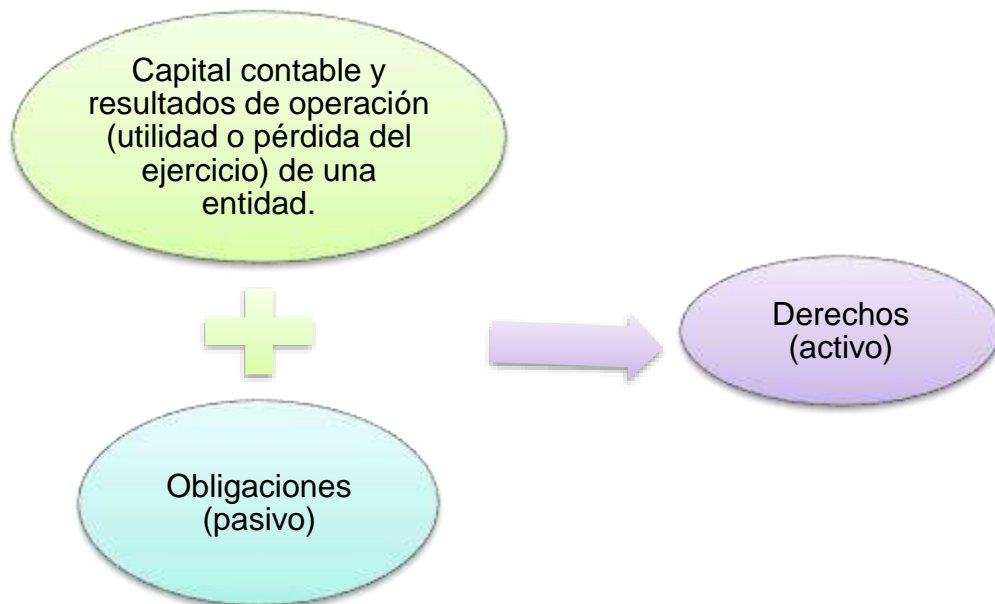 Capital contable y
resultados de operación
(utilidad o pérdida del
ejercicio) de una
entidad.
Obligaciones
(pasivo)
Derechos
(activo)